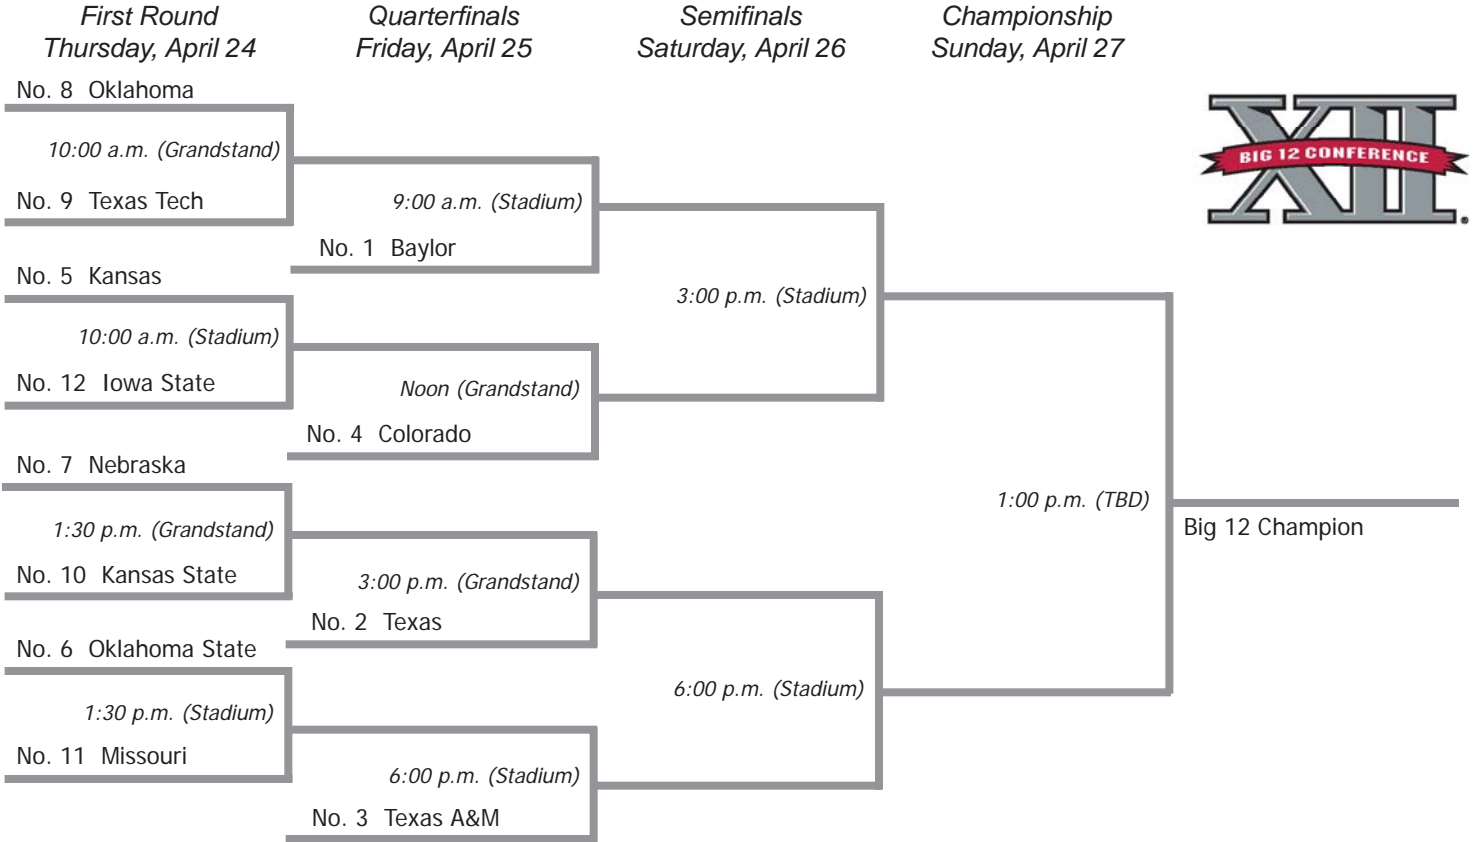 First Round
Thursday, April 24
Quarterfinals
Friday, April 25
Semifinals
Saturday, April 26
Championship
Sunday, April 27
No. 8 Oklahoma
10:00 a.m. (Grandstand)
No. 9 Texas Tech
No. 5 Kansas
10:00 a.m. (Stadium)
No. 12 Iowa State
No. 7 Nebraska
1:30 p.m. (Grandstand)
No. 10 Kansas State
No. 6 Oklahoma State
1:30 p.m. (Stadium)
No. 11 Missouri
9:00 a.m. (Stadium)
No. 1 Baylor
Noon (Grandstand)
No. 4 Colorado
3:00 p.m. (Grandstand)
No. 2 Texas
6:00 p.m. (Stadium)
No. 3 Texas A&M
3:00 p.m. (Stadium)
6:00 p.m. (Stadium)
1:00 p.m. (TBD)
Big 12 Champion
XII
BIG 12 CONFERENCE